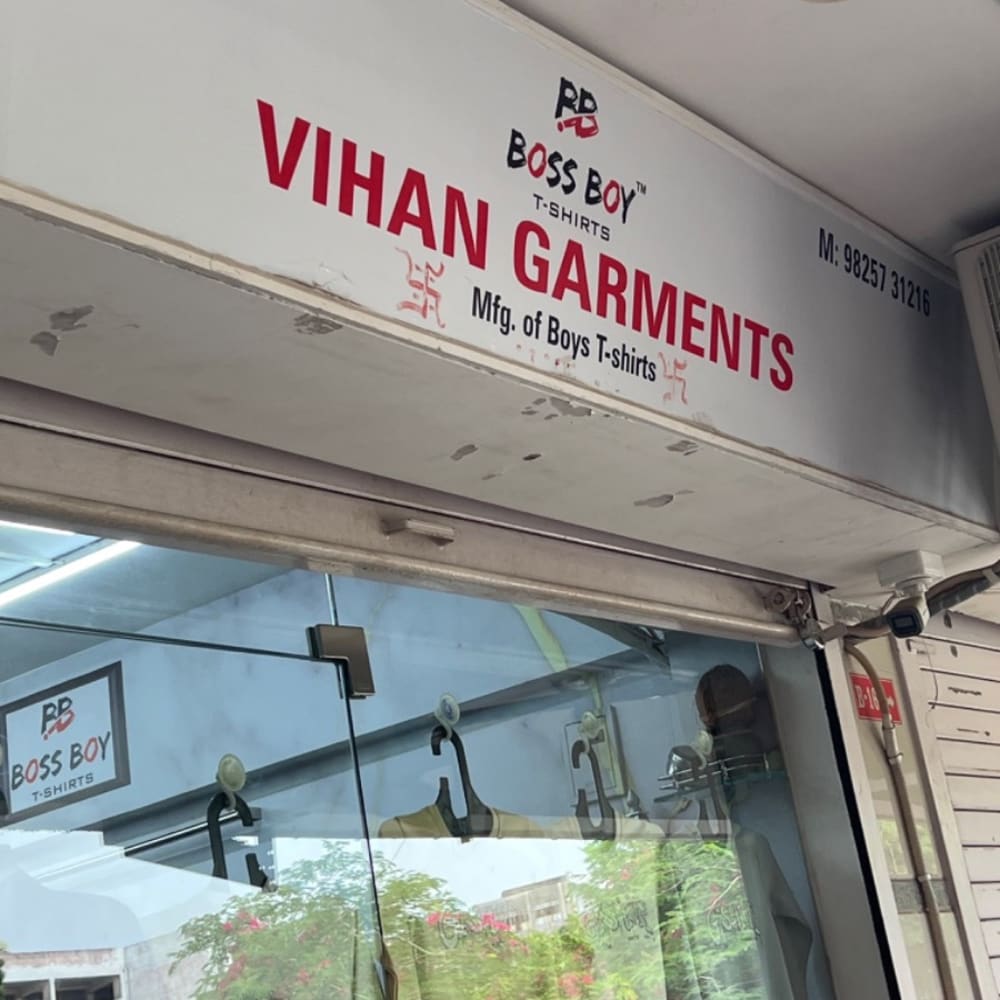 BB
BOSS BOY™
T-SHIRTS
VIHAN GARMENTS
Mfg. of Boys T-shirts
M: 98257 31216
BB
BOSS BOY
T-SHIRTS